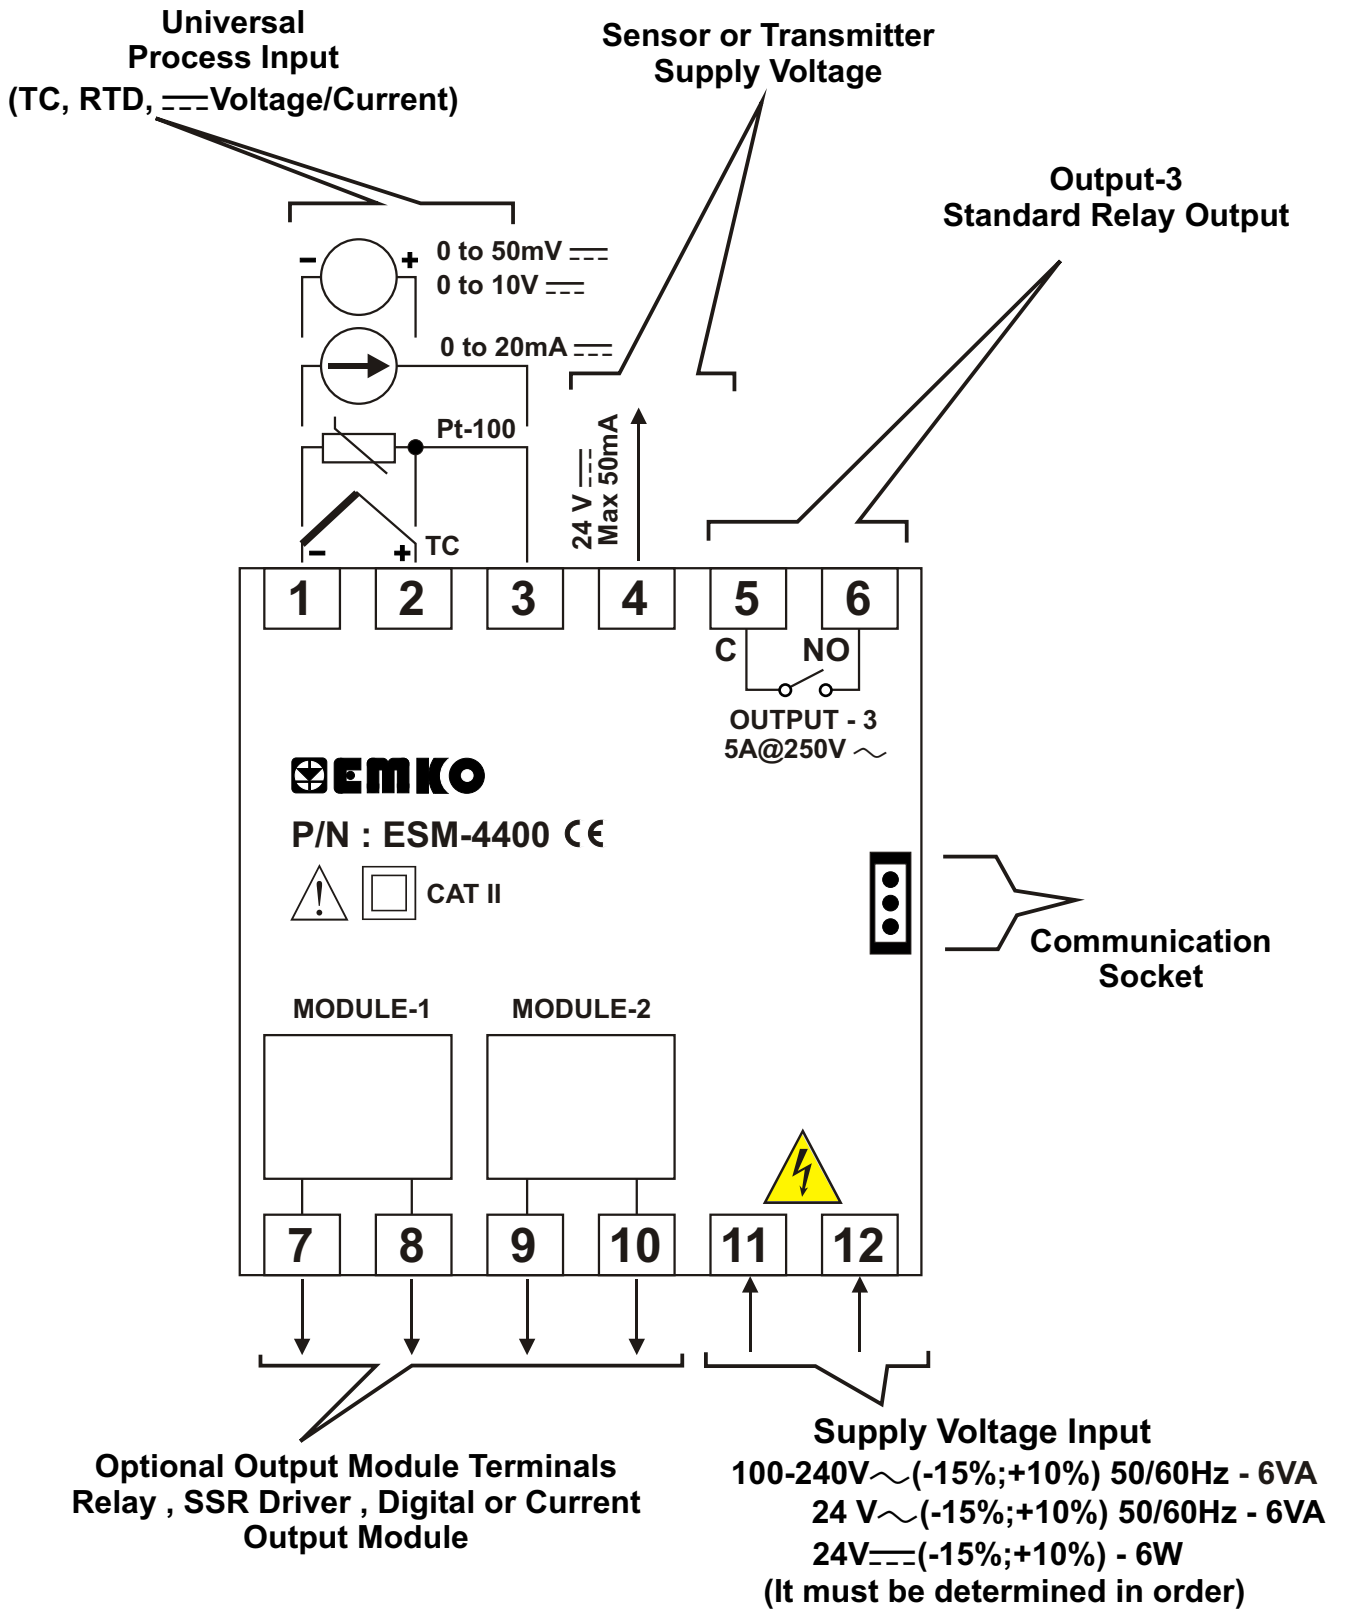 Universal
Process Input
(TC, RTD, Voltage/Current)
Sensor or Transmitter
Supply Voltage
Output-3
Standard Relay Output
- + 0 to 50mV
0 to 10V
0 to 20mA
Pt-100
24 V
Max 50mA
- + TC
1 2 3 4 5 6
C NO
OUTPUT - 3
5A@250V ~
EMKO
P/N : ESM-4400 CE
! CAT II
Communication
Socket
MODULE-1 MODULE-2
7 8 9 10 11 12
Optional Output Module Terminals
Relay , SSR Driver , Digital or Current
Output Module
Supply Voltage Input
100-240V~(-15%;+10%) 50/60Hz - 6VA
24 V~(-15%;+10%) 50/60Hz - 6VA
24V(-15%;+10%) - 6W
(It must be determined in order)